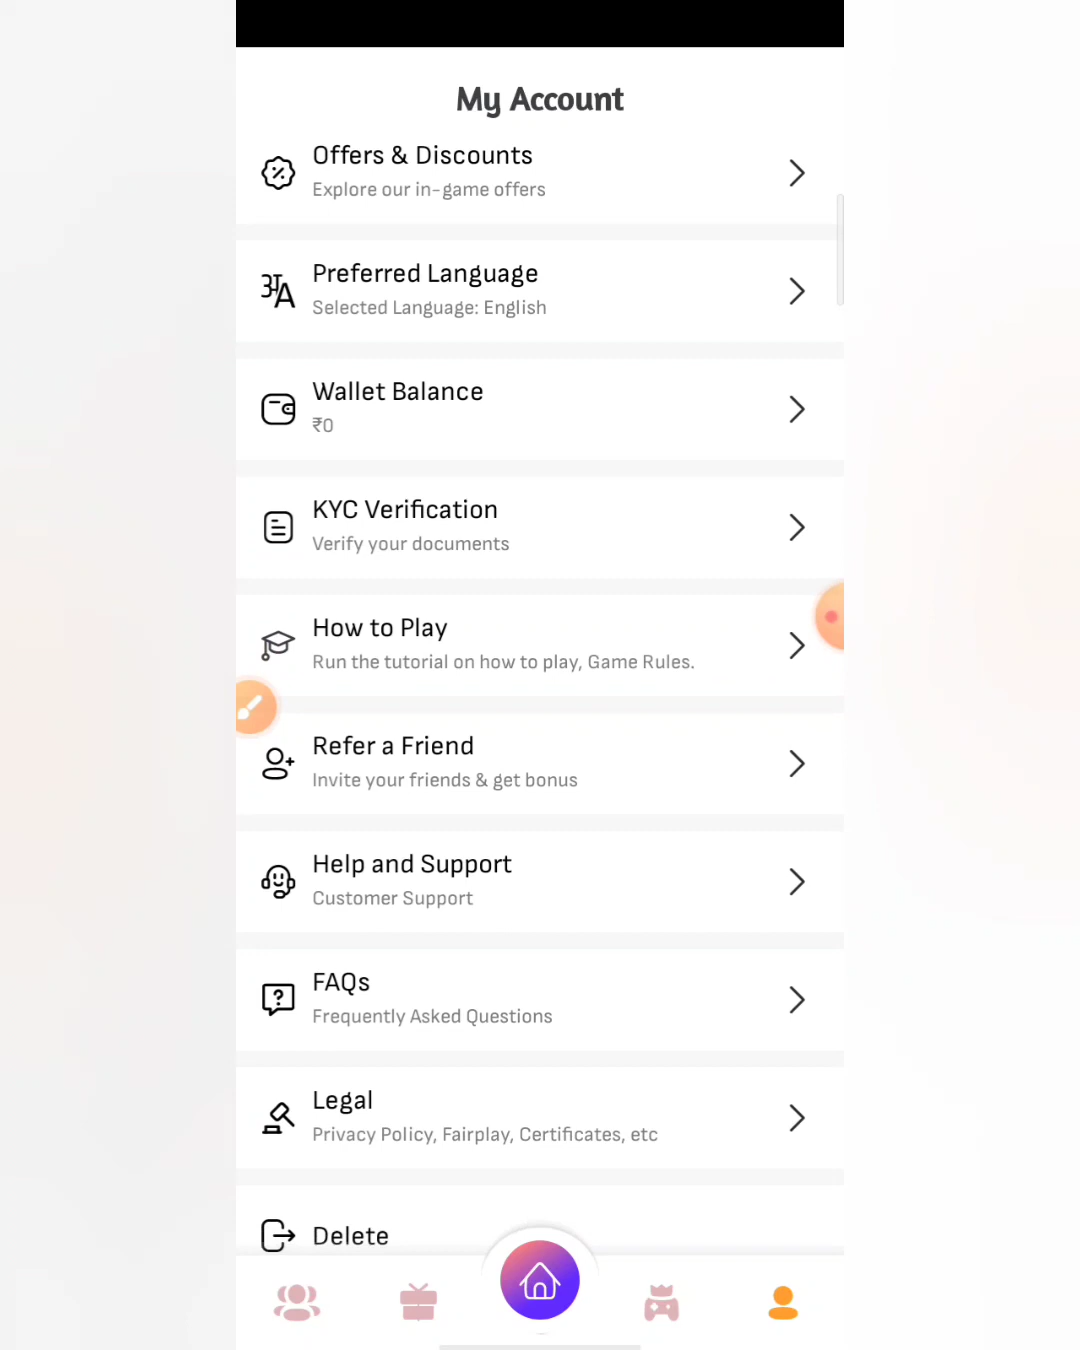 My Account
Offers & Discounts
Explore our in-game offers
Preferred Language
Selected Language: English
Wallet Balance
₹0
KYC Verification
Verify your documents
How to Play
Run the tutorial on how to play, Game Rules.
Refer a Friend
Invite your friends & get bonus
Help and Support
Customer Support
FAQs
Frequently Asked Questions
Legal
Privacy Policy, Fairplay, Certificates, etc
Delete